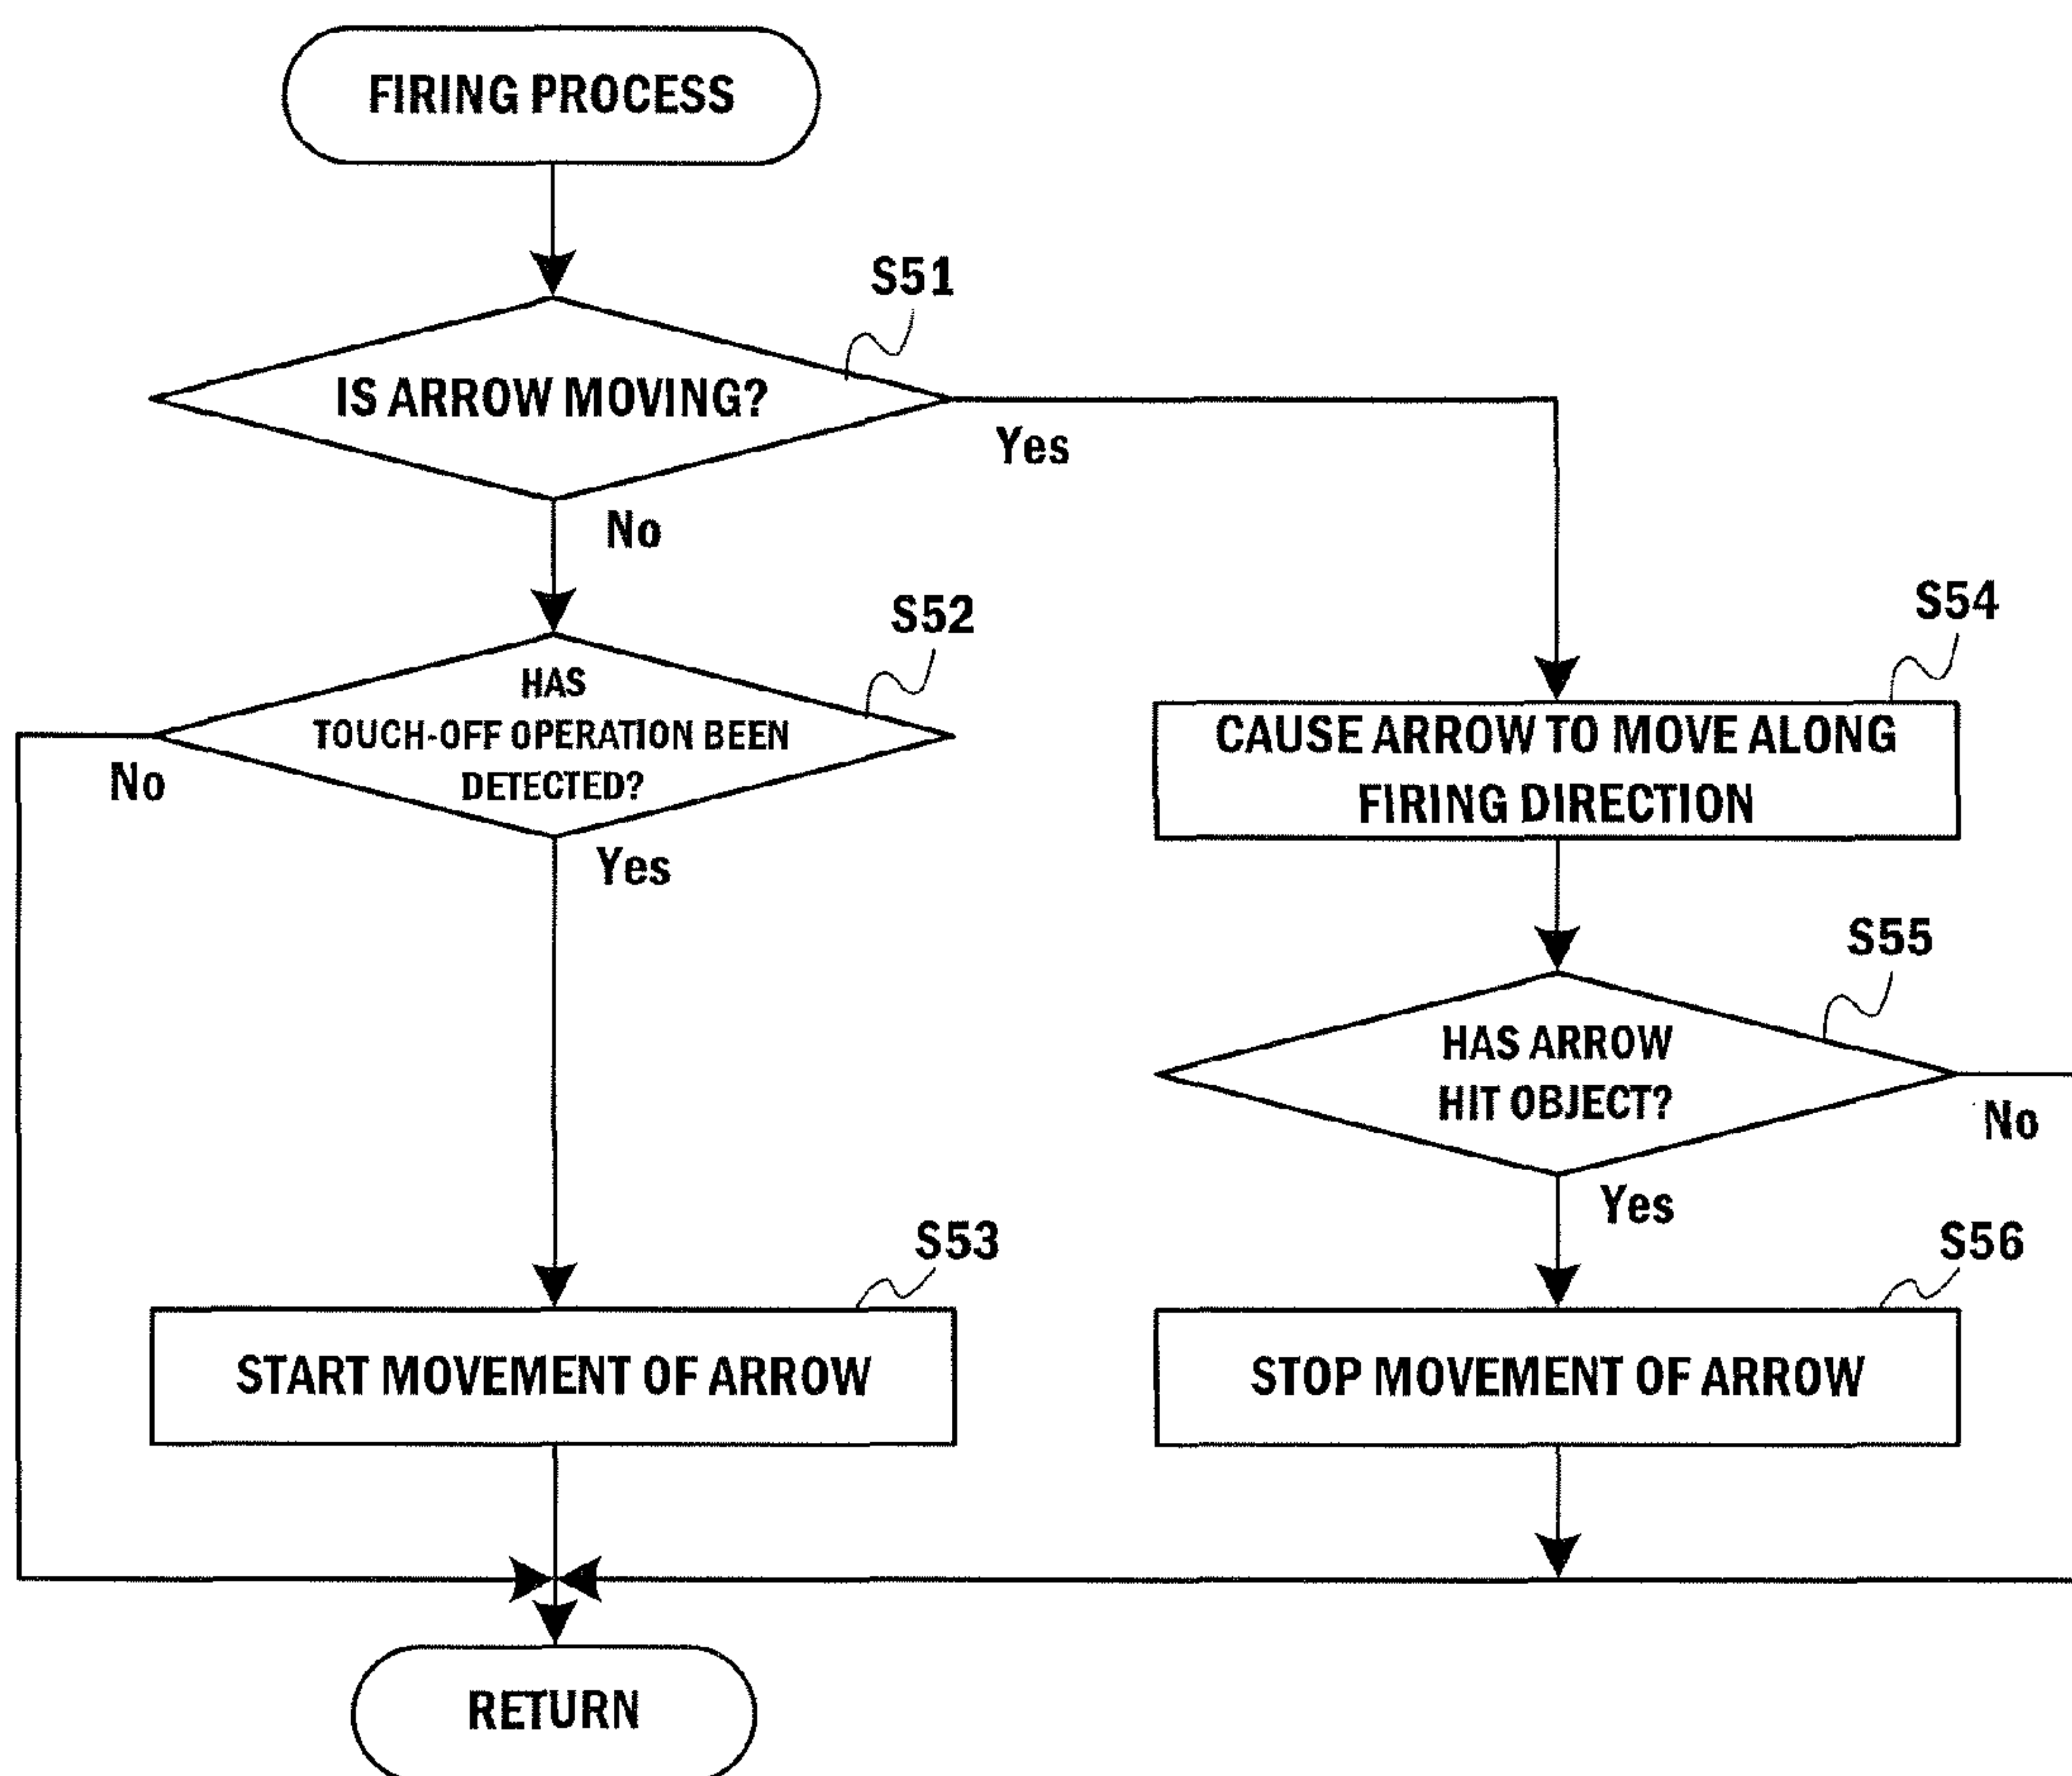 FIRING PROCESS
S51
IS ARROW MOVING?
Yes
No
S52
HAS
TOUCH-OFF OPERATION BEEN
DETECTED?
No
Yes
S54
CAUSE ARROW TO MOVE ALONG
FIRING DIRECTION
S55
HAS ARROW
HIT OBJECT?
No
Yes
S53
START MOVEMENT OF ARROW
S56
STOP MOVEMENT OF ARROW
RETURN